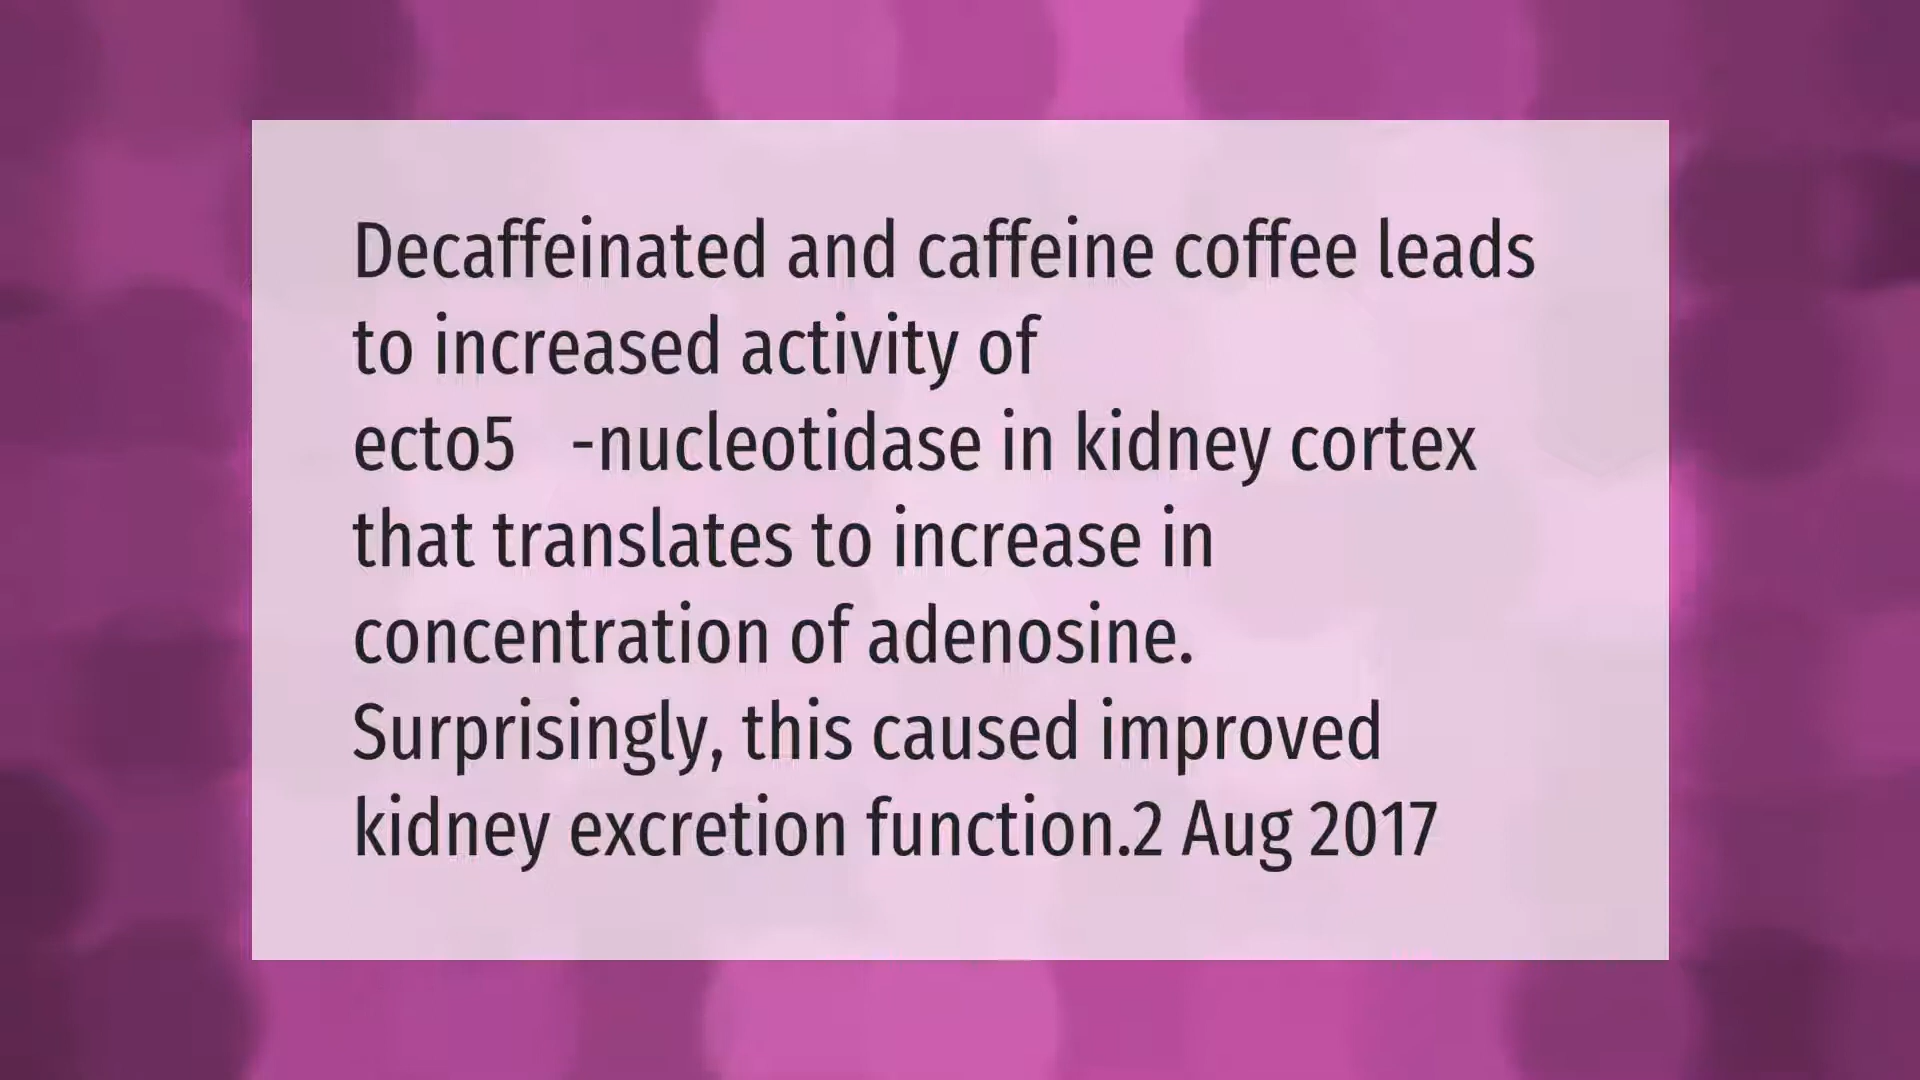 Decaffeinated and caffeine coffee leads
to increased activity of
ecto5 -nucleotidase in kidney cortex
that translates to increase in
concentration of adenosine.
Surprisingly, this caused improved
kidney excretion function.2 Aug 2017